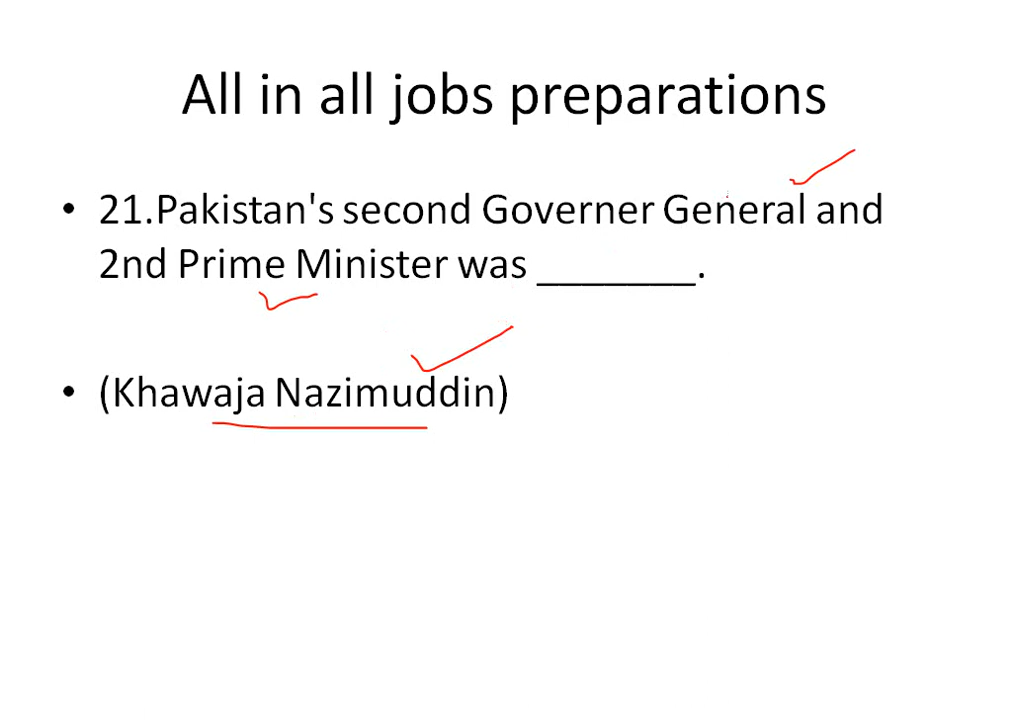 All in all jobs preparations
• 21.Pakistan's second Governer General and
2nd Prime Minister was _______.
• (Khawaja Nazimuddin)